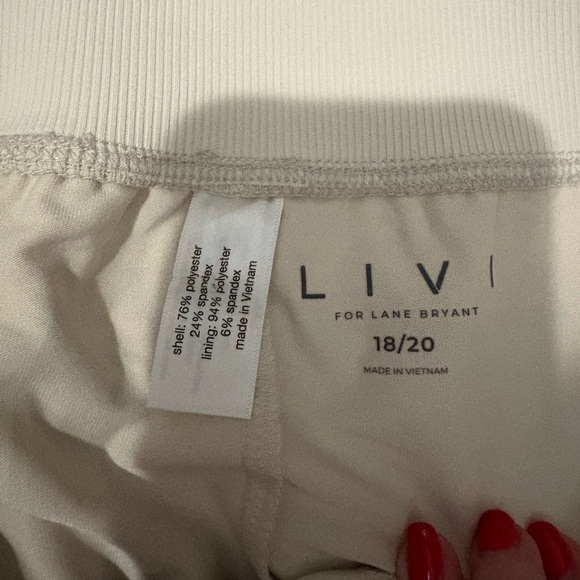 shell: 76% polyester
24% spandex
lining: 94% polyester
6% spandex
made in Vietnam
LIVI
FOR LANE BRYANT
18/20
MADE IN VIETNAM